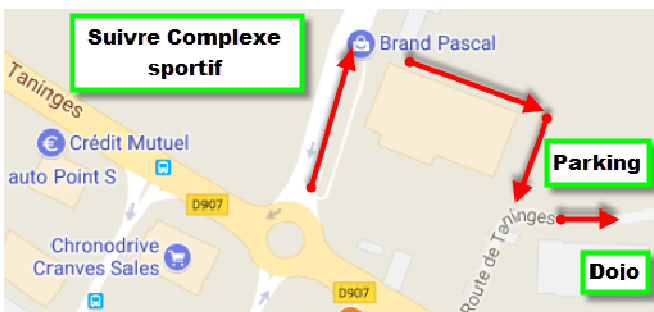 Suivre Complexe
sportif
Brand Pascal
Taninges
Crédit Mutuel
auto Point S
D907
Parking
Taninges
Route de Taninges
Chronodrive
Cranves Sales
D907
Dojo